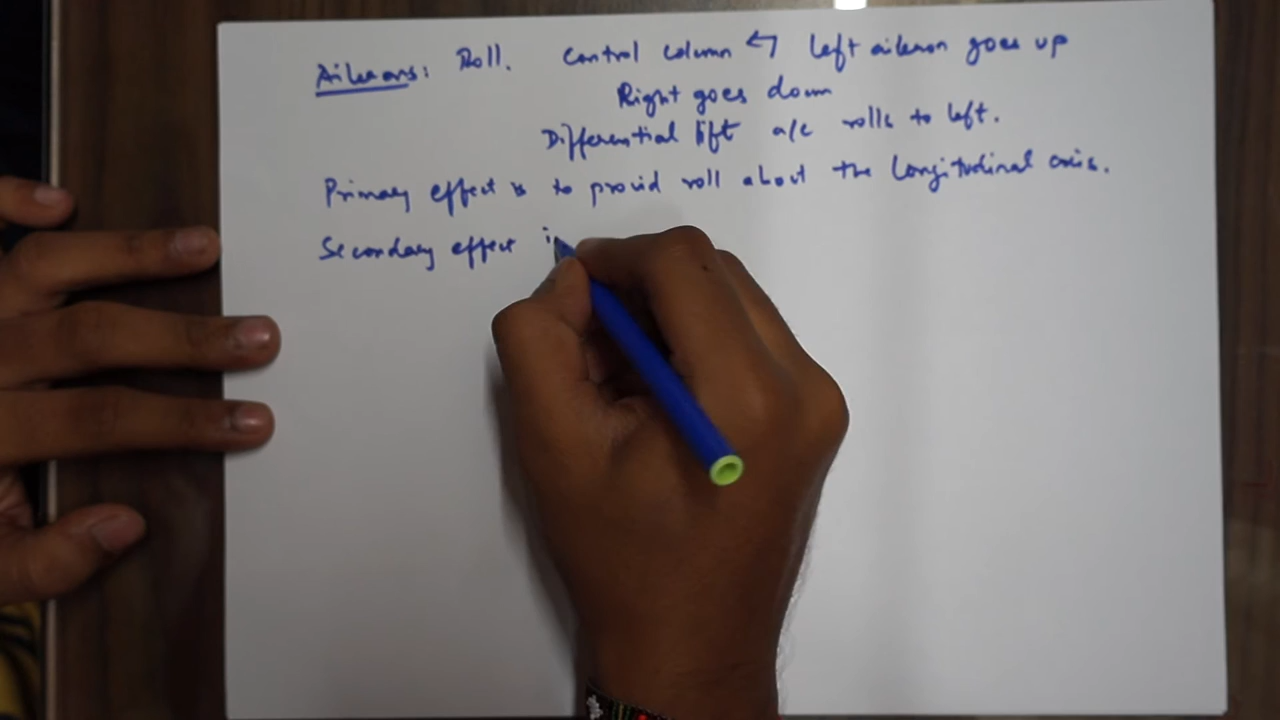 Ailerons: Roll. Control Column ↰ Left aileron goes up
Right goes down
Differential lift a/c rolls to left.
Primary effect is to provid roll about the Longitudinal axis.
Secondary effect i